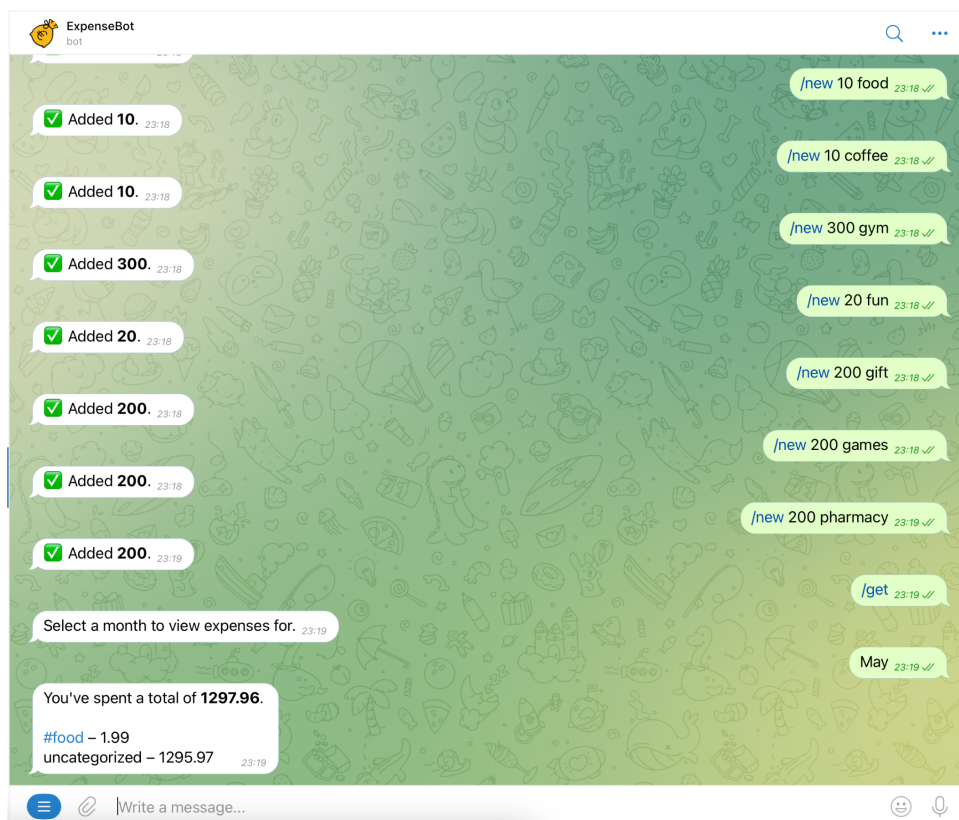 ExpenseBot
bot
/new 10 food 23:18
✅ Added 10. 23:18
/new 10 coffee 23:18
✅ Added 10. 23:18
/new 300 gym 23:18
✅ Added 300. 23:18
/new 20 fun 23:18
✅ Added 20. 23:18
/new 200 gift 23:18
✅ Added 200. 23:18
/new 200 games 23:18
✅ Added 200. 23:18
/new 200 pharmacy 23:19
✅ Added 200. 23:19
/get 23:19
Select a month to view expenses for. 23:19
May 23:19
You've spent a total of 1297.96.
#food – 1.99
uncategorized – 1295.97 23:19
Write a message...